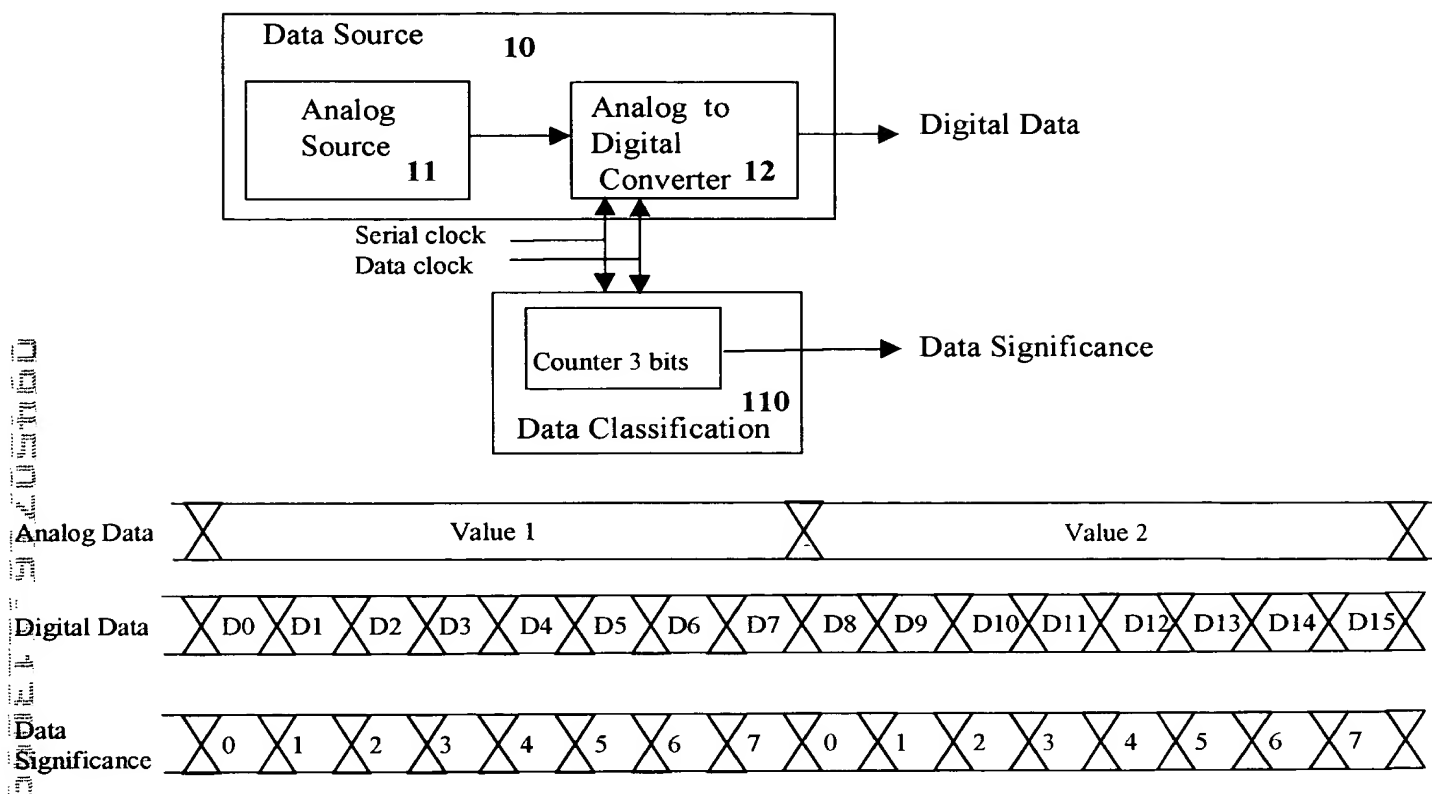 Data Source 10
Analog Source 11
Analog to Digital Converter 12
Digital Data
Serial clock
Data clock
Counter 3 bits
Data Significance
110
Data Classification
Analog Data Value 1 Value 2
Digital Data D0 D1 D2 D3 D4 D5 D6 D7 D8 D9 D10 D11 D12 D13 D14 D15
Data Significance 0 1 2 3 4 5 6 7 0 1 2 3 4 5 6 7